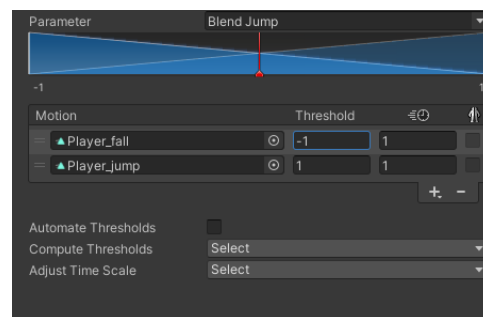 Parameter Blend Jump
-1 1
Motion Threshold
Player_fall -1 1
Player_jump 1 1
+ -
Automate Thresholds
Compute Thresholds Select
Adjust Time Scale Select